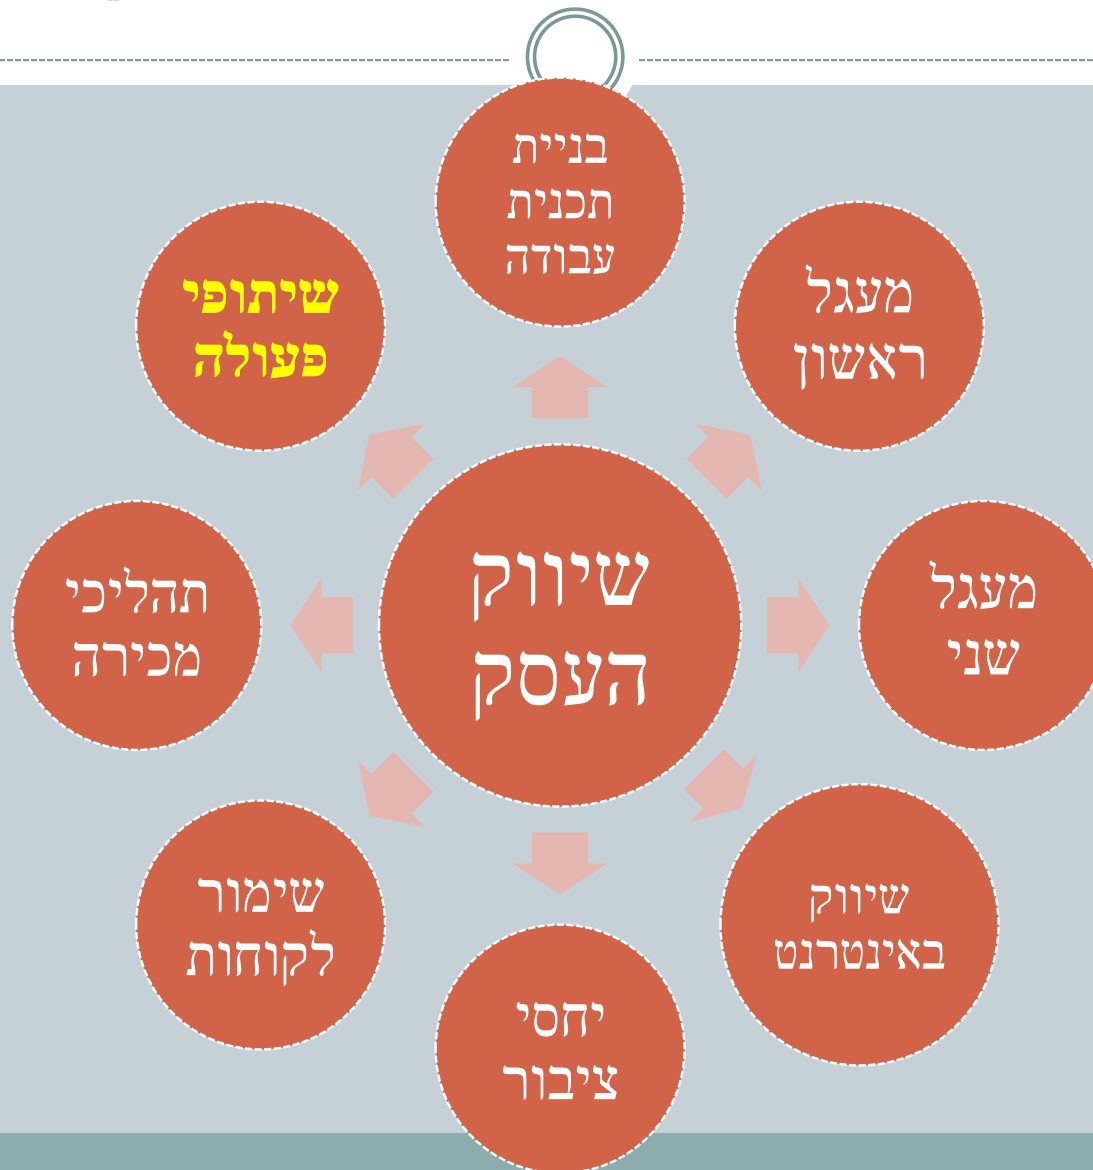 בניית
תכנית
עבודה
מעגל
ראשון
מעגל
שני
שיווק
באינטרנט
יחסי
ציבור
שימור
לקוחות
תהליכי
מכירה
שיתופי
פעולה
שיווק
העסק